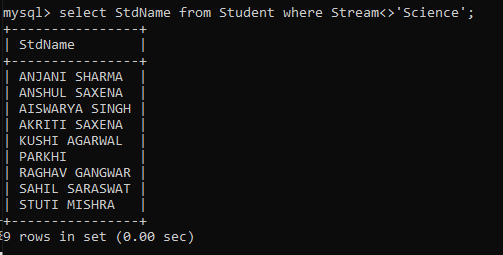 mysql> select StdName from Student where Stream<>'Science';
+----------------+
| StdName        |
+----------------+
| ANJANI SHARMA  |
| ANSHUL SAXENA  |
| AISWARYA SINGH |
| AKRITI SAXENA  |
| KUSHI AGARWAL  |
| PARKHI         |
| RAGHAV GANGWAR |
| SAHIL SARASWAT |
| STUTI MISHRA   |
+----------------+
9 rows in set (0.00 sec)